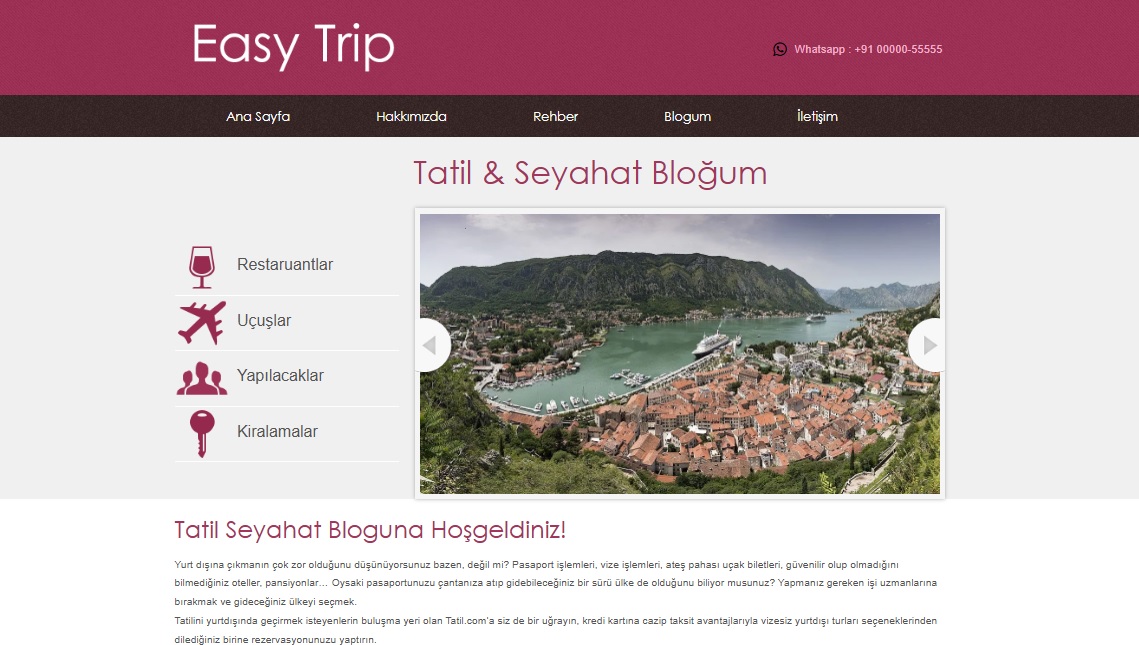 Easy Trip
Whatsapp : +91 00000-55555
Ana Sayfa
Hakkımızda
Rehber
Blogum
İletişim
Tatil & Seyahat Bloğum
Restaruantlar
Uçuşlar
Yapılacaklar
Kiralamalar
Tatil Seyahat Bloguna Hoşgeldiniz!
Yurt dışına çıkmanın çok zor olduğunu düşünüyorsunuz bazen, değil mi? Pasaport işlemleri, vize işlemleri, ateş pahası uçak biletleri, güvenilir olup olmadığını
bilmediğiniz oteller, pansiyonlar… Oysaki pasaportunuzu çantanıza atıp gidebileceğiniz bir sürü ülke de olduğunu biliyor musunuz? Yapmanız gereken işi uzmanlarına
bırakmak ve gideceğiniz ülkeyi seçmek.
Tatilini yurtdışında geçirmek isteyenlerin buluşma yeri olan Tatil.com’a siz de bir uğrayın, kredi kartına cazip taksit avantajlarıyla vizesiz yurtdışı turları seçeneklerinden
dilediğiniz birine rezervasyonunuzu yaptırın.